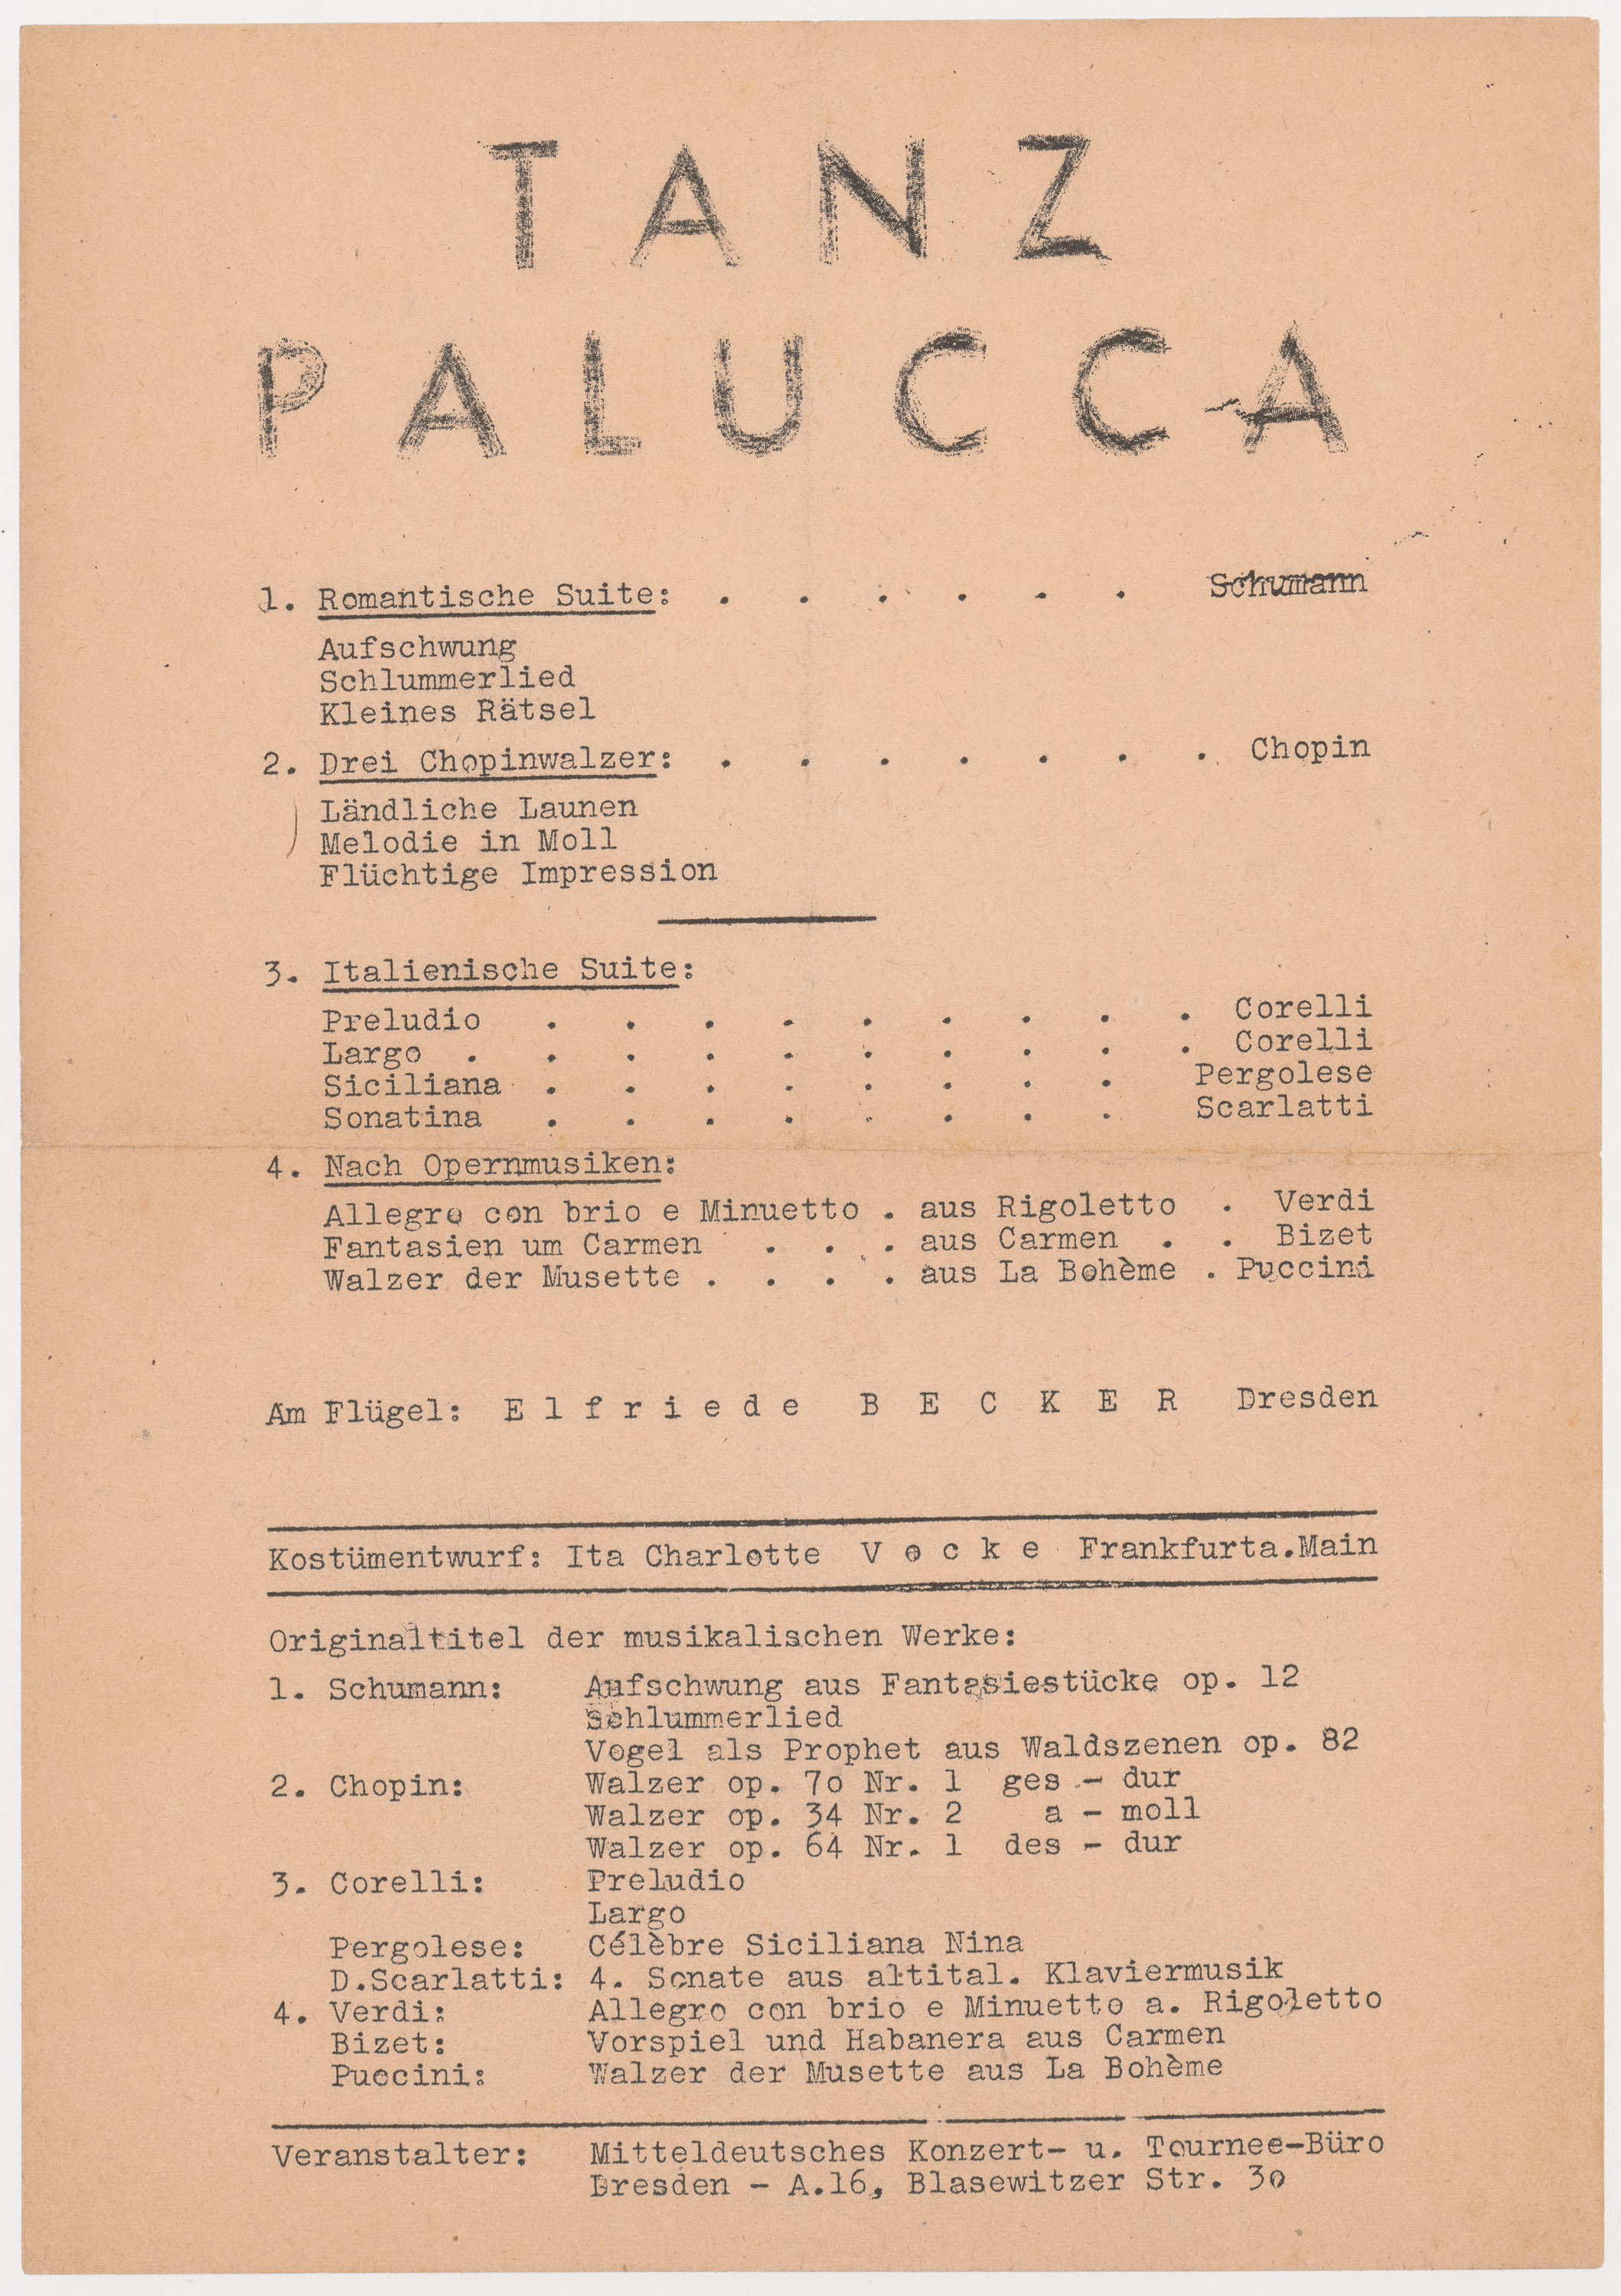 TANZ
PALUCCA
1. Romantische Suite: . . . . . . Schumann
Aufschwung
Schlummerlied
Kleines Rätsel
2. Drei Chopinwalzer: . . . . . . . Chopin
Ländliche Launen
Melodie in Moll
Flüchtige Impression
3. Italienische Suite:
Preludio . . . . . . . . . Corelli
Largo . . . . . . . . . . Corelli
Siciliana . . . . . . . . Pergolese
Sonatina . . . . . . . . Scarlatti
4. Nach Opernmusiken:
Allegro con brio e Minuetto . aus Rigoletto . Verdi
Fantasien um Carmen . . . aus Carmen . . Bizet
Walzer der Musette . . . . aus La Bohème . Puccini
Am Flügel: Elfriede BECKER Dresden
Kostümentwurf: Ita Charlotte Vocke Frankfurta.Main
Originaltitel der musikalischen Werke:
1. Schumann: Aufschwung aus Fantasiestücke op. 12
Schlummerlied
Vogel als Prophet aus Waldszenen op. 82
2. Chopin: Walzer op. 7o Nr. 1 ges - dur
Walzer op. 34 Nr. 2 a - moll
Walzer op. 64 Nr. 1 des - dur
3. Corelli: Preludio
Largo
Pergolese: Célèbre Siciliana Nina
D.Scarlatti: 4. Sonate aus altital. Klaviermusik
4. Verdi: Allegro con brio e Minuetto a. Rigoletto
Bizet: Vorspiel und Habanera aus Carmen
Puccini: Walzer der Musette aus La Bohème
Veranstalter: Mitteldeutsches Konzert- u. Tournee-Büro
Dresden - A.16, Blasewitzer Str. 3o